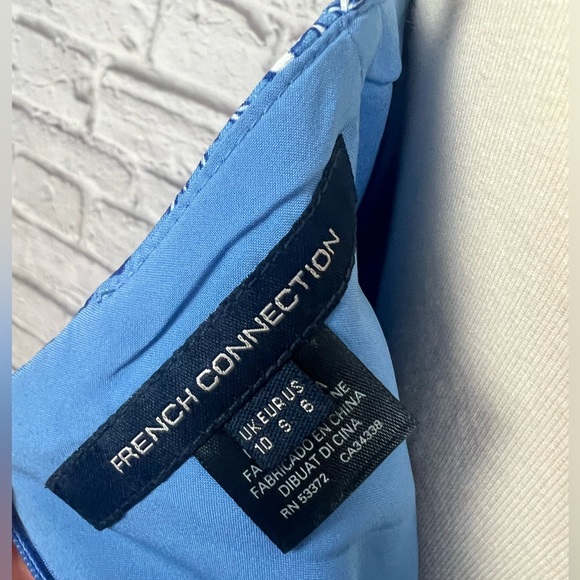 FRENCH CONNECTION
UK EUR US
10 S 6
FABRICADO EN CHINA
DIBUAT DI CINA
RN 53372 CA34338